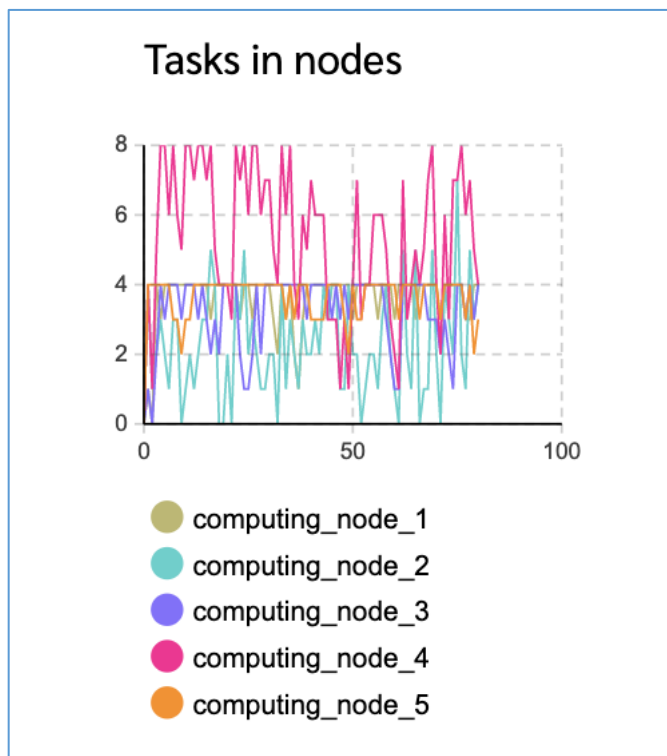 Tasks in nodes
8
6
4
2
0
0 50 100
computing_node_1
computing_node_2
computing_node_3
computing_node_4
computing_node_5